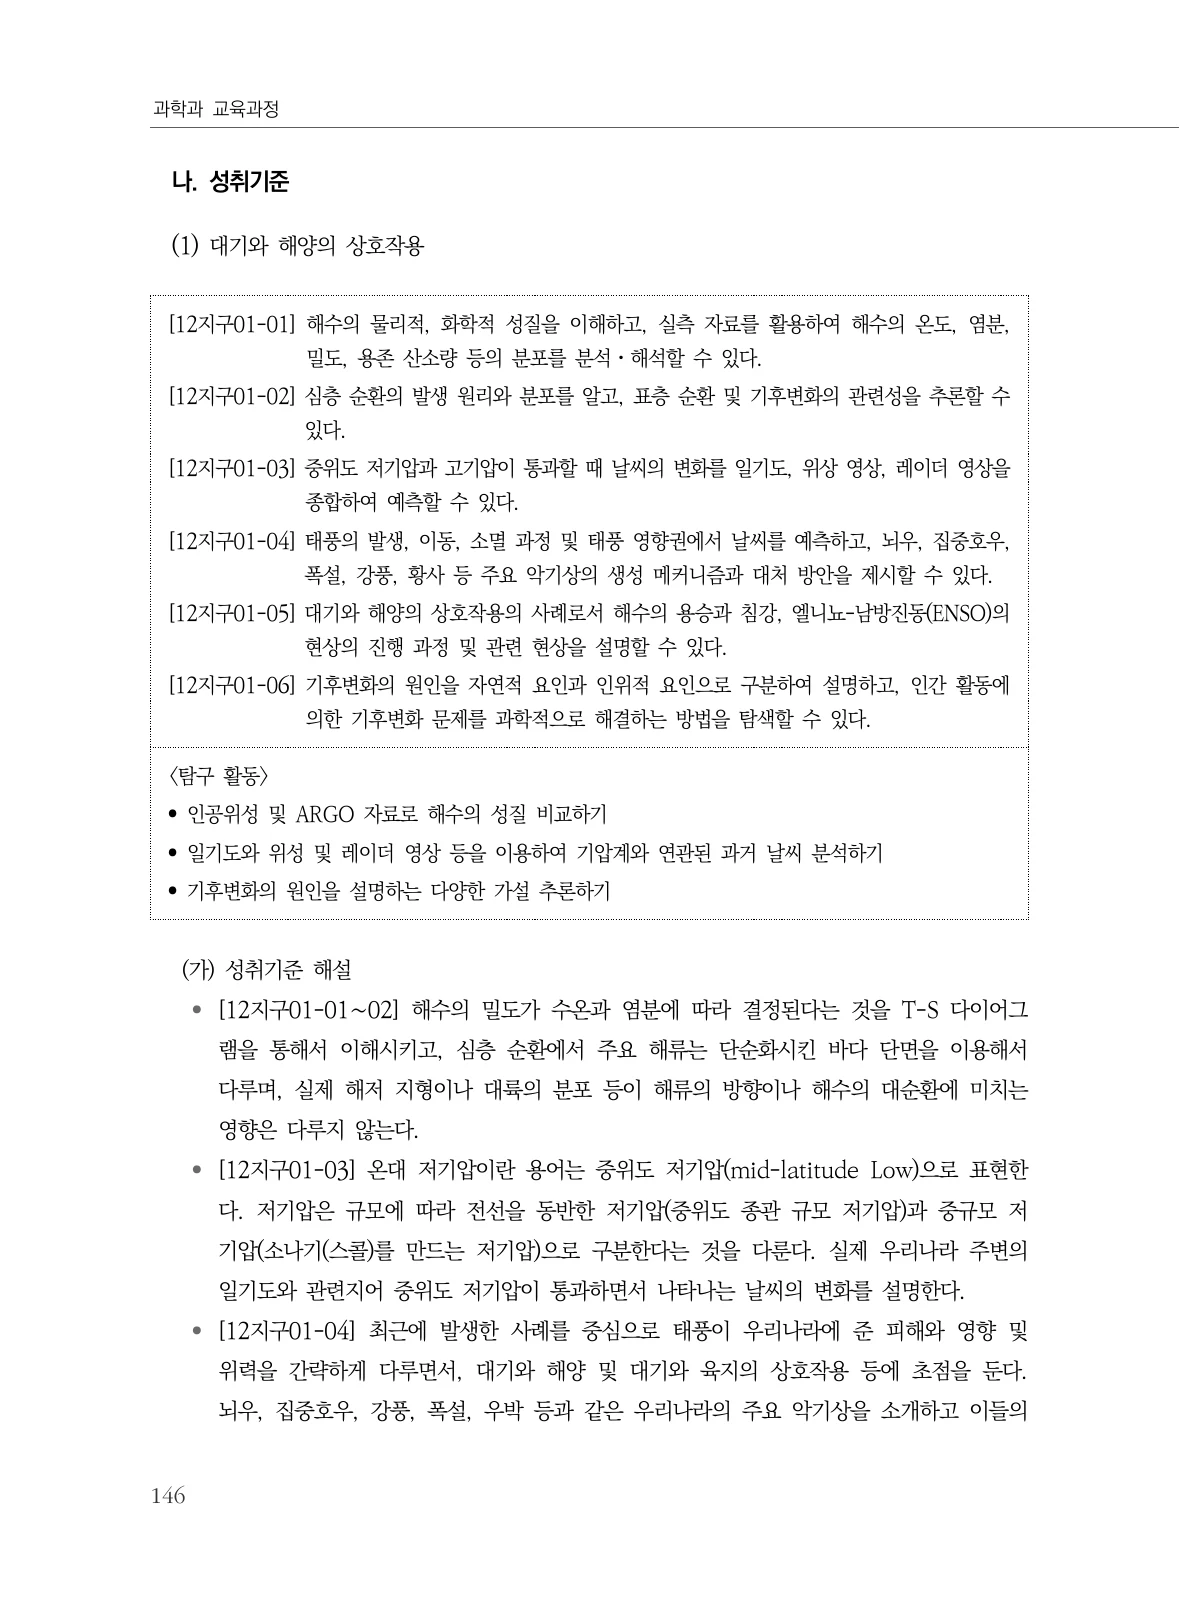 과학과 교육과정
나. 성취기준
(1) 대기와 해양의 상호작용
[12지구01-01] 해수의 물리적, 화학적 성질을 이해하고, 실측 자료를 활용하여 해수의 온도, 염분,
밀도, 용존 산소량 등의 분포를 분석·해석할 수 있다.
[12지구01-02] 심층 순환의 발생 원리와 분포를 알고, 표층 순환 및 기후변화의 관련성을 추론할 수
있다.
[12지구01-03] 중위도 저기압과 고기압이 통과할 때 날씨의 변화를 일기도, 위상 영상, 레이더 영상을
종합하여 예측할 수 있다.
[12지구01-04] 태풍의 발생, 이동, 소멸 과정 및 태풍 영향권에서 날씨를 예측하고, 뇌우, 집중호우,
폭설, 강풍, 황사 등 주요 악기상의 생성 메커니즘과 대처 방안을 제시할 수 있다.
[12지구01-05] 대기와 해양의 상호작용의 사례로서 해수의 용승과 침강, 엘니뇨-남방진동(ENSO)의
현상의 진행 과정 및 관련 현상을 설명할 수 있다.
[12지구01-06] 기후변화의 원인을 자연적 요인과 인위적 요인으로 구분하여 설명하고, 인간 활동에
의한 기후변화 문제를 과학적으로 해결하는 방법을 탐색할 수 있다.
〈탐구 활동〉
• 인공위성 및 ARGO 자료로 해수의 성질 비교하기
• 일기도와 위성 및 레이더 영상 등을 이용하여 기압계와 연관된 과거 날씨 분석하기
• 기후변화의 원인을 설명하는 다양한 가설 추론하기
(가) 성취기준 해설
• [12지구01-01~02] 해수의 밀도가 수온과 염분에 따라 결정된다는 것을 T-S 다이어그
램을 통해서 이해시키고, 심층 순환에서 주요 해류는 단순화시킨 바다 단면을 이용해서
다루며, 실제 해저 지형이나 대륙의 분포 등이 해류의 방향이나 해수의 대순환에 미치는
영향은 다루지 않는다.
• [12지구01-03] 온대 저기압이란 용어는 중위도 저기압(mid-latitude Low)으로 표현한
다. 저기압은 규모에 따라 전선을 동반한 저기압(중위도 종관 규모 저기압)과 중규모 저
기압(소나기(스콜)를 만드는 저기압)으로 구분한다는 것을 다룬다. 실제 우리나라 주변의
일기도와 관련지어 중위도 저기압이 통과하면서 나타나는 날씨의 변화를 설명한다.
• [12지구01-04] 최근에 발생한 사례를 중심으로 태풍이 우리나라에 준 피해와 영향 및
위력을 간략하게 다루면서, 대기와 해양 및 대기와 육지의 상호작용 등에 초점을 둔다.
뇌우, 집중호우, 강풍, 폭설, 우박 등과 같은 우리나라의 주요 악기상을 소개하고 이들의
146